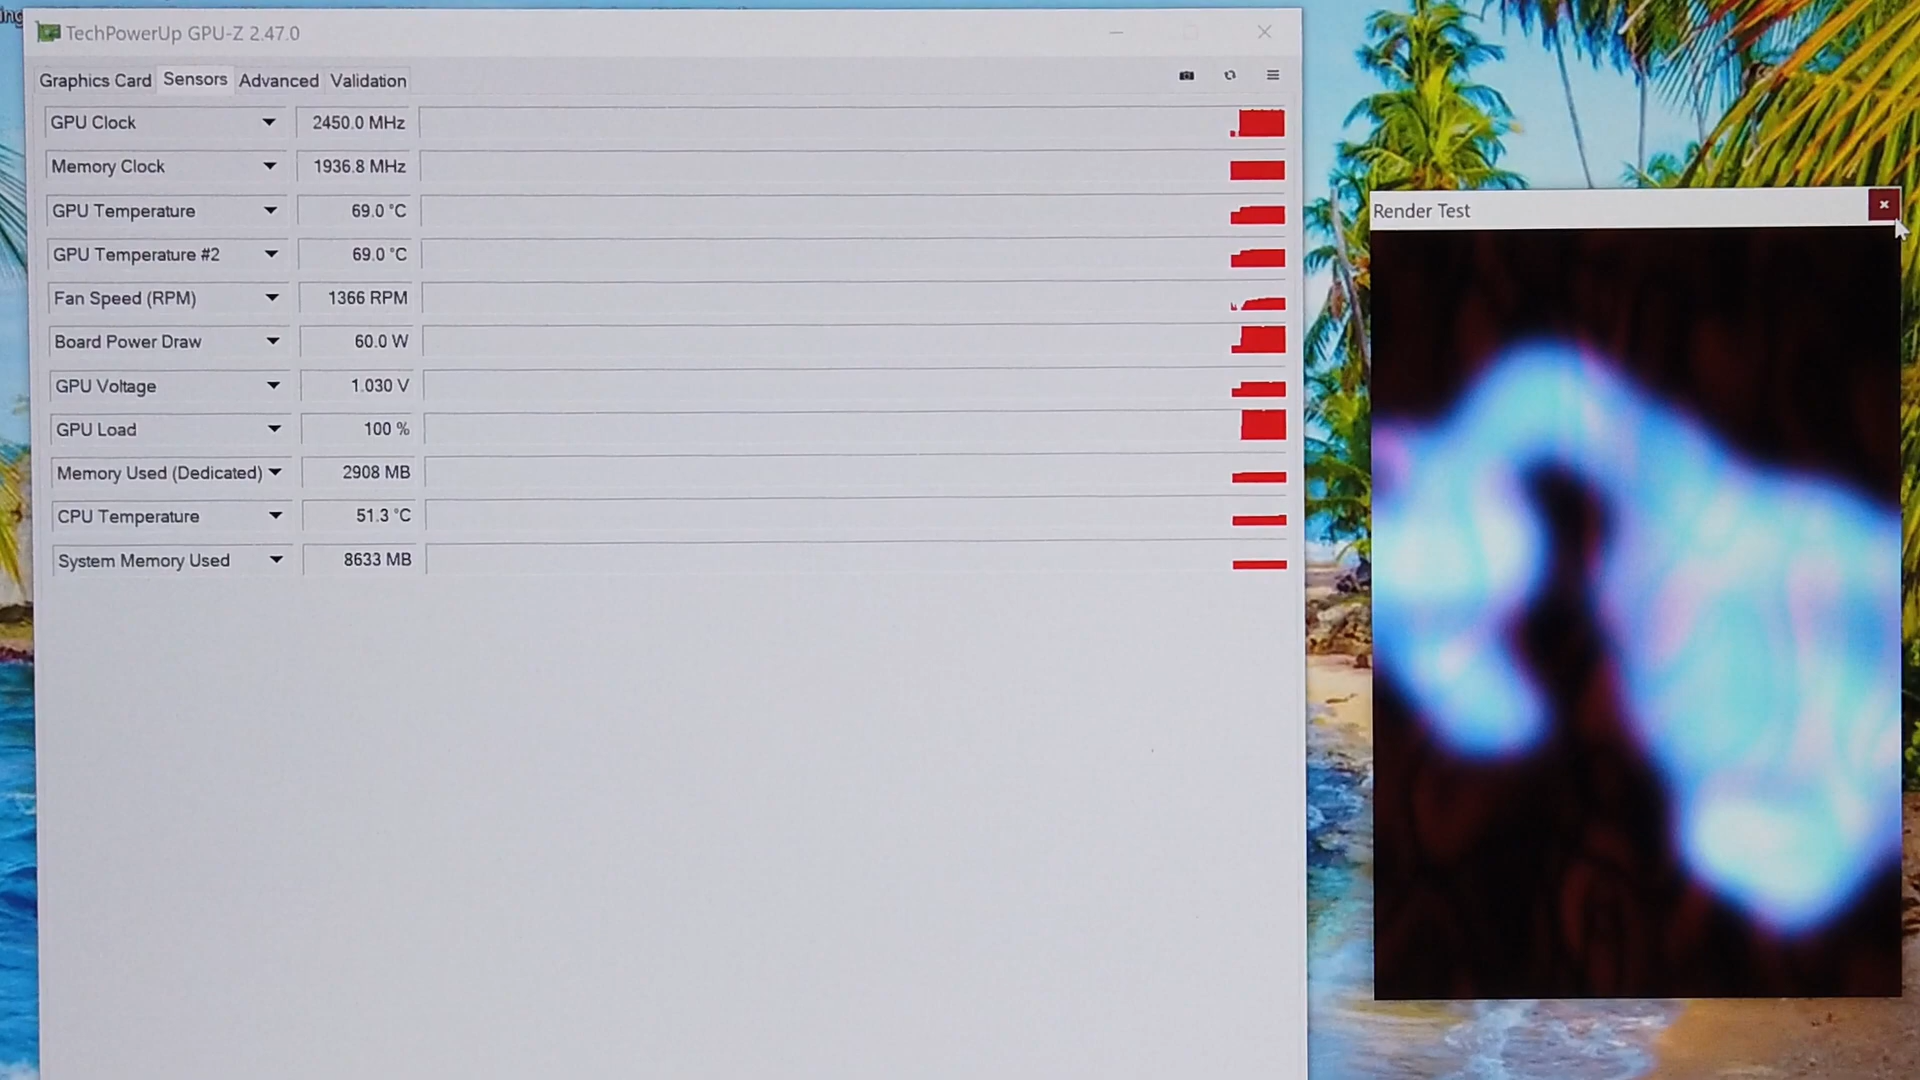 ing
TechPowerUp GPU-Z 2.47.0
Graphics Card Sensors Advanced Validation
GPU Clock 2450.0 MHz
Memory Clock 1936.8 MHz
GPU Temperature 69.0 °C
GPU Temperature #2 69.0 °C
Fan Speed (RPM) 1366 RPM
Board Power Draw 60.0 W
GPU Voltage 1.030 V
GPU Load 100 %
Memory Used (Dedicated) 2908 MB
CPU Temperature 51.3 °C
System Memory Used 8633 MB
Render Test